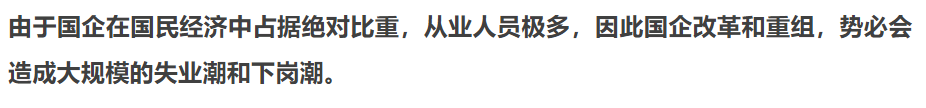 由于国企在国民经济中占据绝对比重，从业人员极多，因此国企改革和重组，势必会
造成大规模的失业潮和下岗潮。